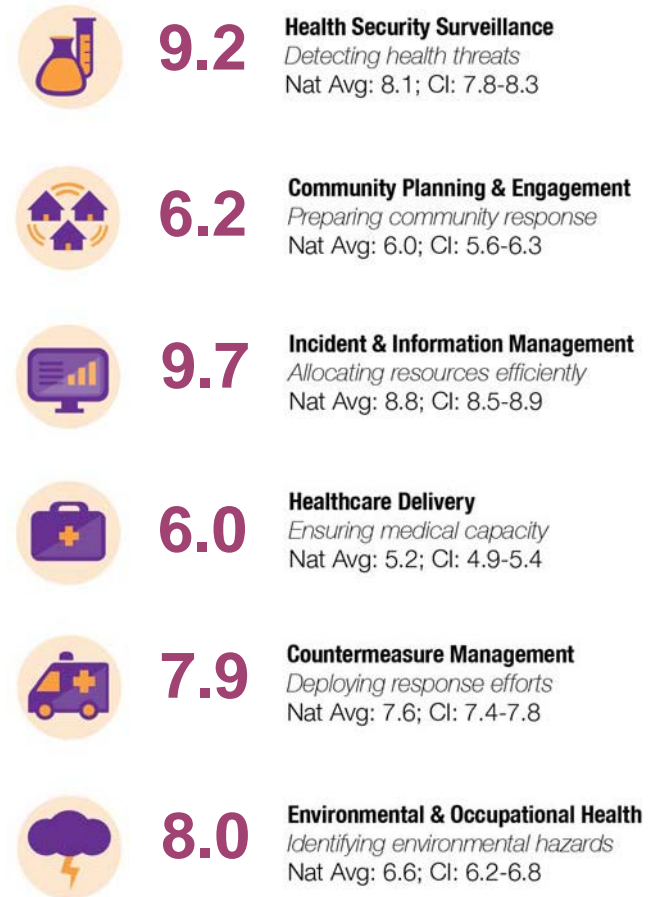 9.2
Health Security Surveillance
Detecting health threats
Nat Avg: 8.1; CI: 7.8-8.3
6.2
Community Planning & Engagement
Preparing community response
Nat Avg: 6.0; CI: 5.6-6.3
9.7
Incident & Information Management
Allocating resources efficiently
Nat Avg: 8.8; CI: 8.5-8.9
6.0
Healthcare Delivery
Ensuring medical capacity
Nat Avg: 5.2; CI: 4.9-5.4
7.9
Countermeasure Management
Deploying response efforts
Nat Avg: 7.6; CI: 7.4-7.8
8.0
Environmental & Occupational Health
Identifying environmental hazards
Nat Avg: 6.6; CI: 6.2-6.8